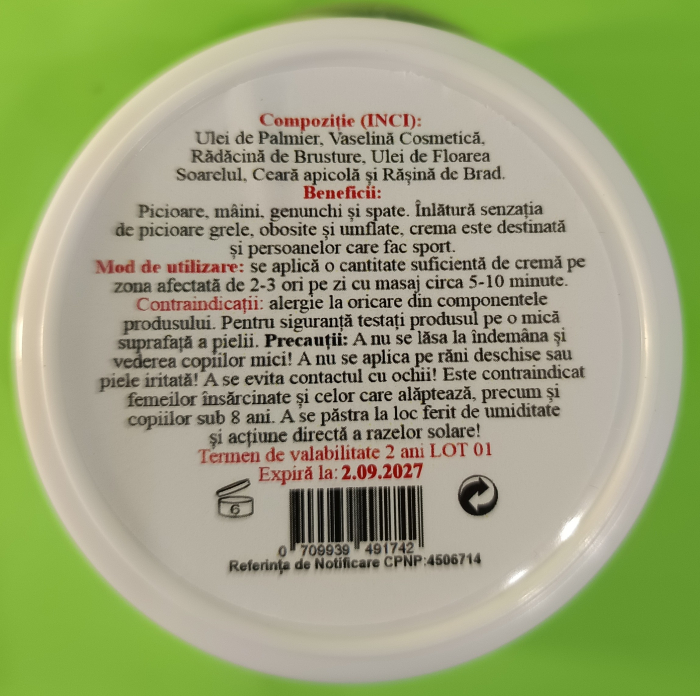 Compoziție (INCI):
Ulei de Palmier, Vaselină Cosmetică,
Rădăcină de Brusture, Ulei de Floarea
Soarelui, Ceară apicolă și Rășină de Brad.
Beneficii:
Picioare, mâini, genunchi și spate. Înlătură senzația
de picioare grele, obosite și umflate, crema este destinată
și persoanelor care fac sport.
Mod de utilizare: se aplică o cantitate suficientă de cremă pe
zona afectată de 2-3 ori pe zi cu masaj circa 5-10 minute.
Contraindicații: alergie la oricare din componentele
produsului. Pentru siguranță testați produsul pe o mică
suprafață a pielii. Precauții: A nu se lăsa la îndemâna și
vederea copiilor mici! A nu se aplica pe răni deschise sau
piele iritată! A se evita contactul cu ochii! Este contraindicat
femeilor însărcinate și celor care alăptează, precum și
copiilor sub 8 ani. A se păstra la loc ferit de umiditate
și acțiune directă a razelor solare!
Termen de valabilitate 2 ani LOT 01
Expiră la: 2.09.2027
6
0 709939 491742
Referința de Notificare CPNP:4506714